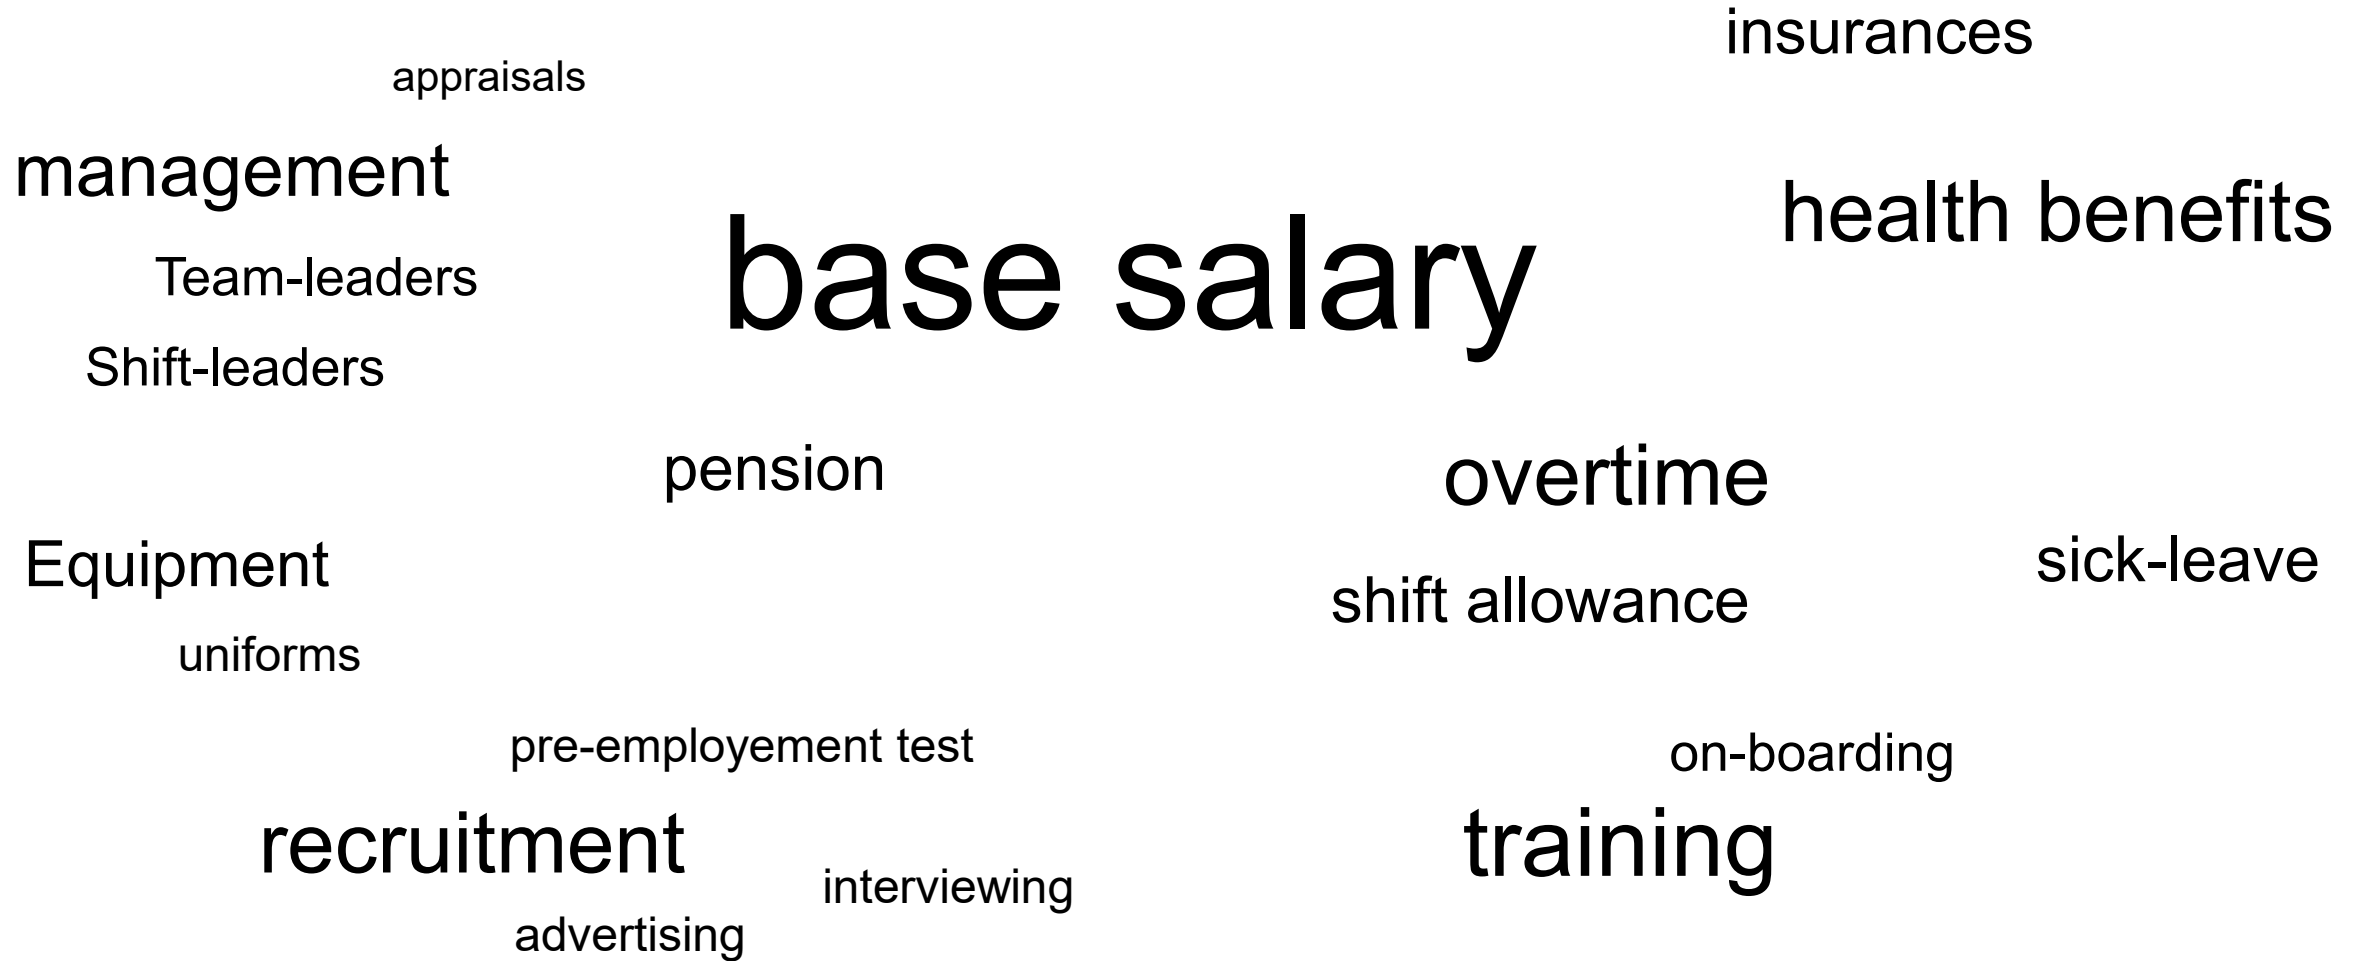 insurances
appraisals
management
health benefits
base salary
Team-leaders
Shift-leaders
pension
overtime
Equipment
sick-leave
shift allowance
uniforms
pre-employement test
on-boarding
recruitment
training
interviewing
advertising